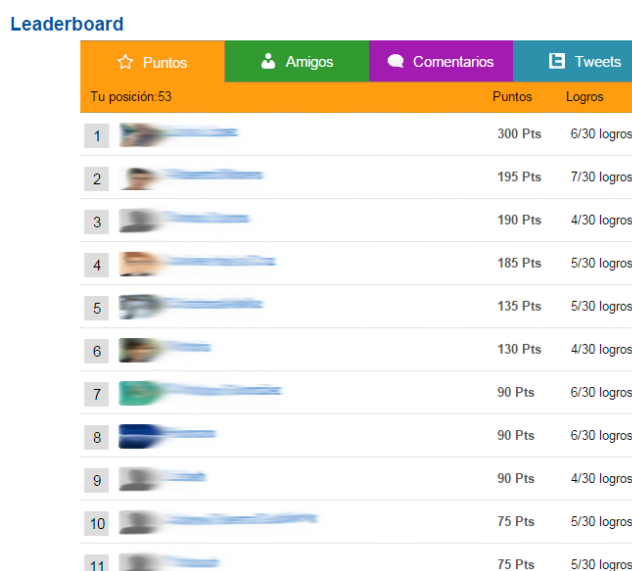 Leaderboard
Puntos Amigos Comentarios Tweets
Tu posición:53 Puntos Logros
1 300 Pts 6/30 logros
2 195 Pts 7/30 logros
3 190 Pts 4/30 logros
4 185 Pts 5/30 logros
5 135 Pts 5/30 logros
6 130 Pts 4/30 logros
7 90 Pts 6/30 logros
8 90 Pts 6/30 logros
9 90 Pts 4/30 logros
10 75 Pts 5/30 logros
11 75 Pts 5/30 logros